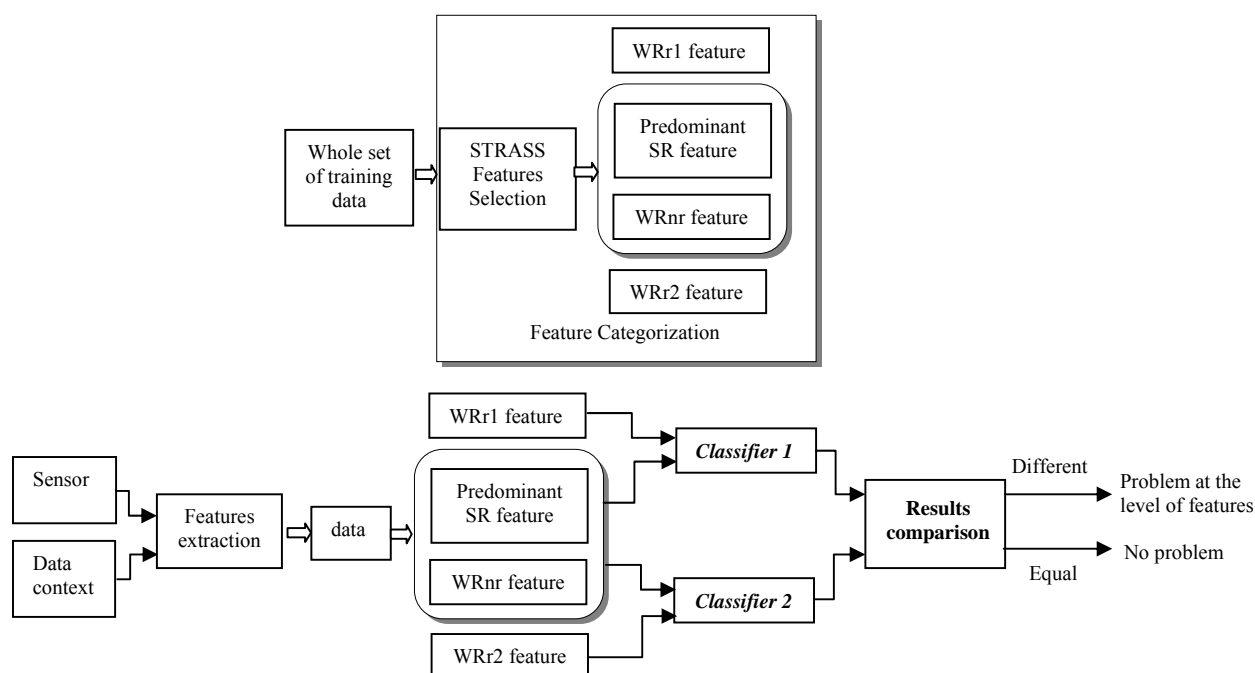 WRr1 feature
Whole set
of training
data
STRASS
Features
Selection
Predominant
SR feature
WRnr feature
WRr2 feature
Feature Categorization
WRr1 feature
Sensor
Data
context
Features
extraction
data
Predominant
SR feature
WRnr feature
WRr2 feature
Classifier 1
Classifier 2
Results
comparison
Different
Problem at the
level of features
No problem
Equal